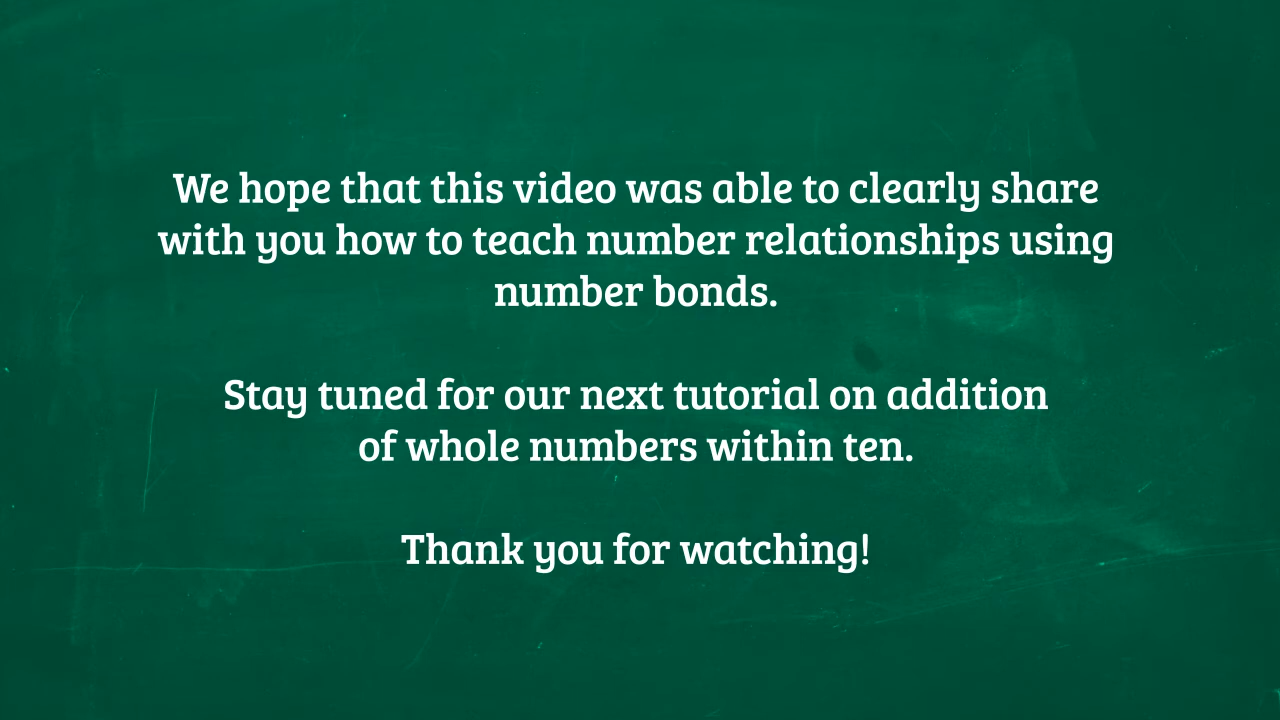 We hope that this video was able to clearly share
with you how to teach number relationships using
number bonds.
Stay tuned for our next tutorial on addition
of whole numbers within ten.
Thank you for watching!